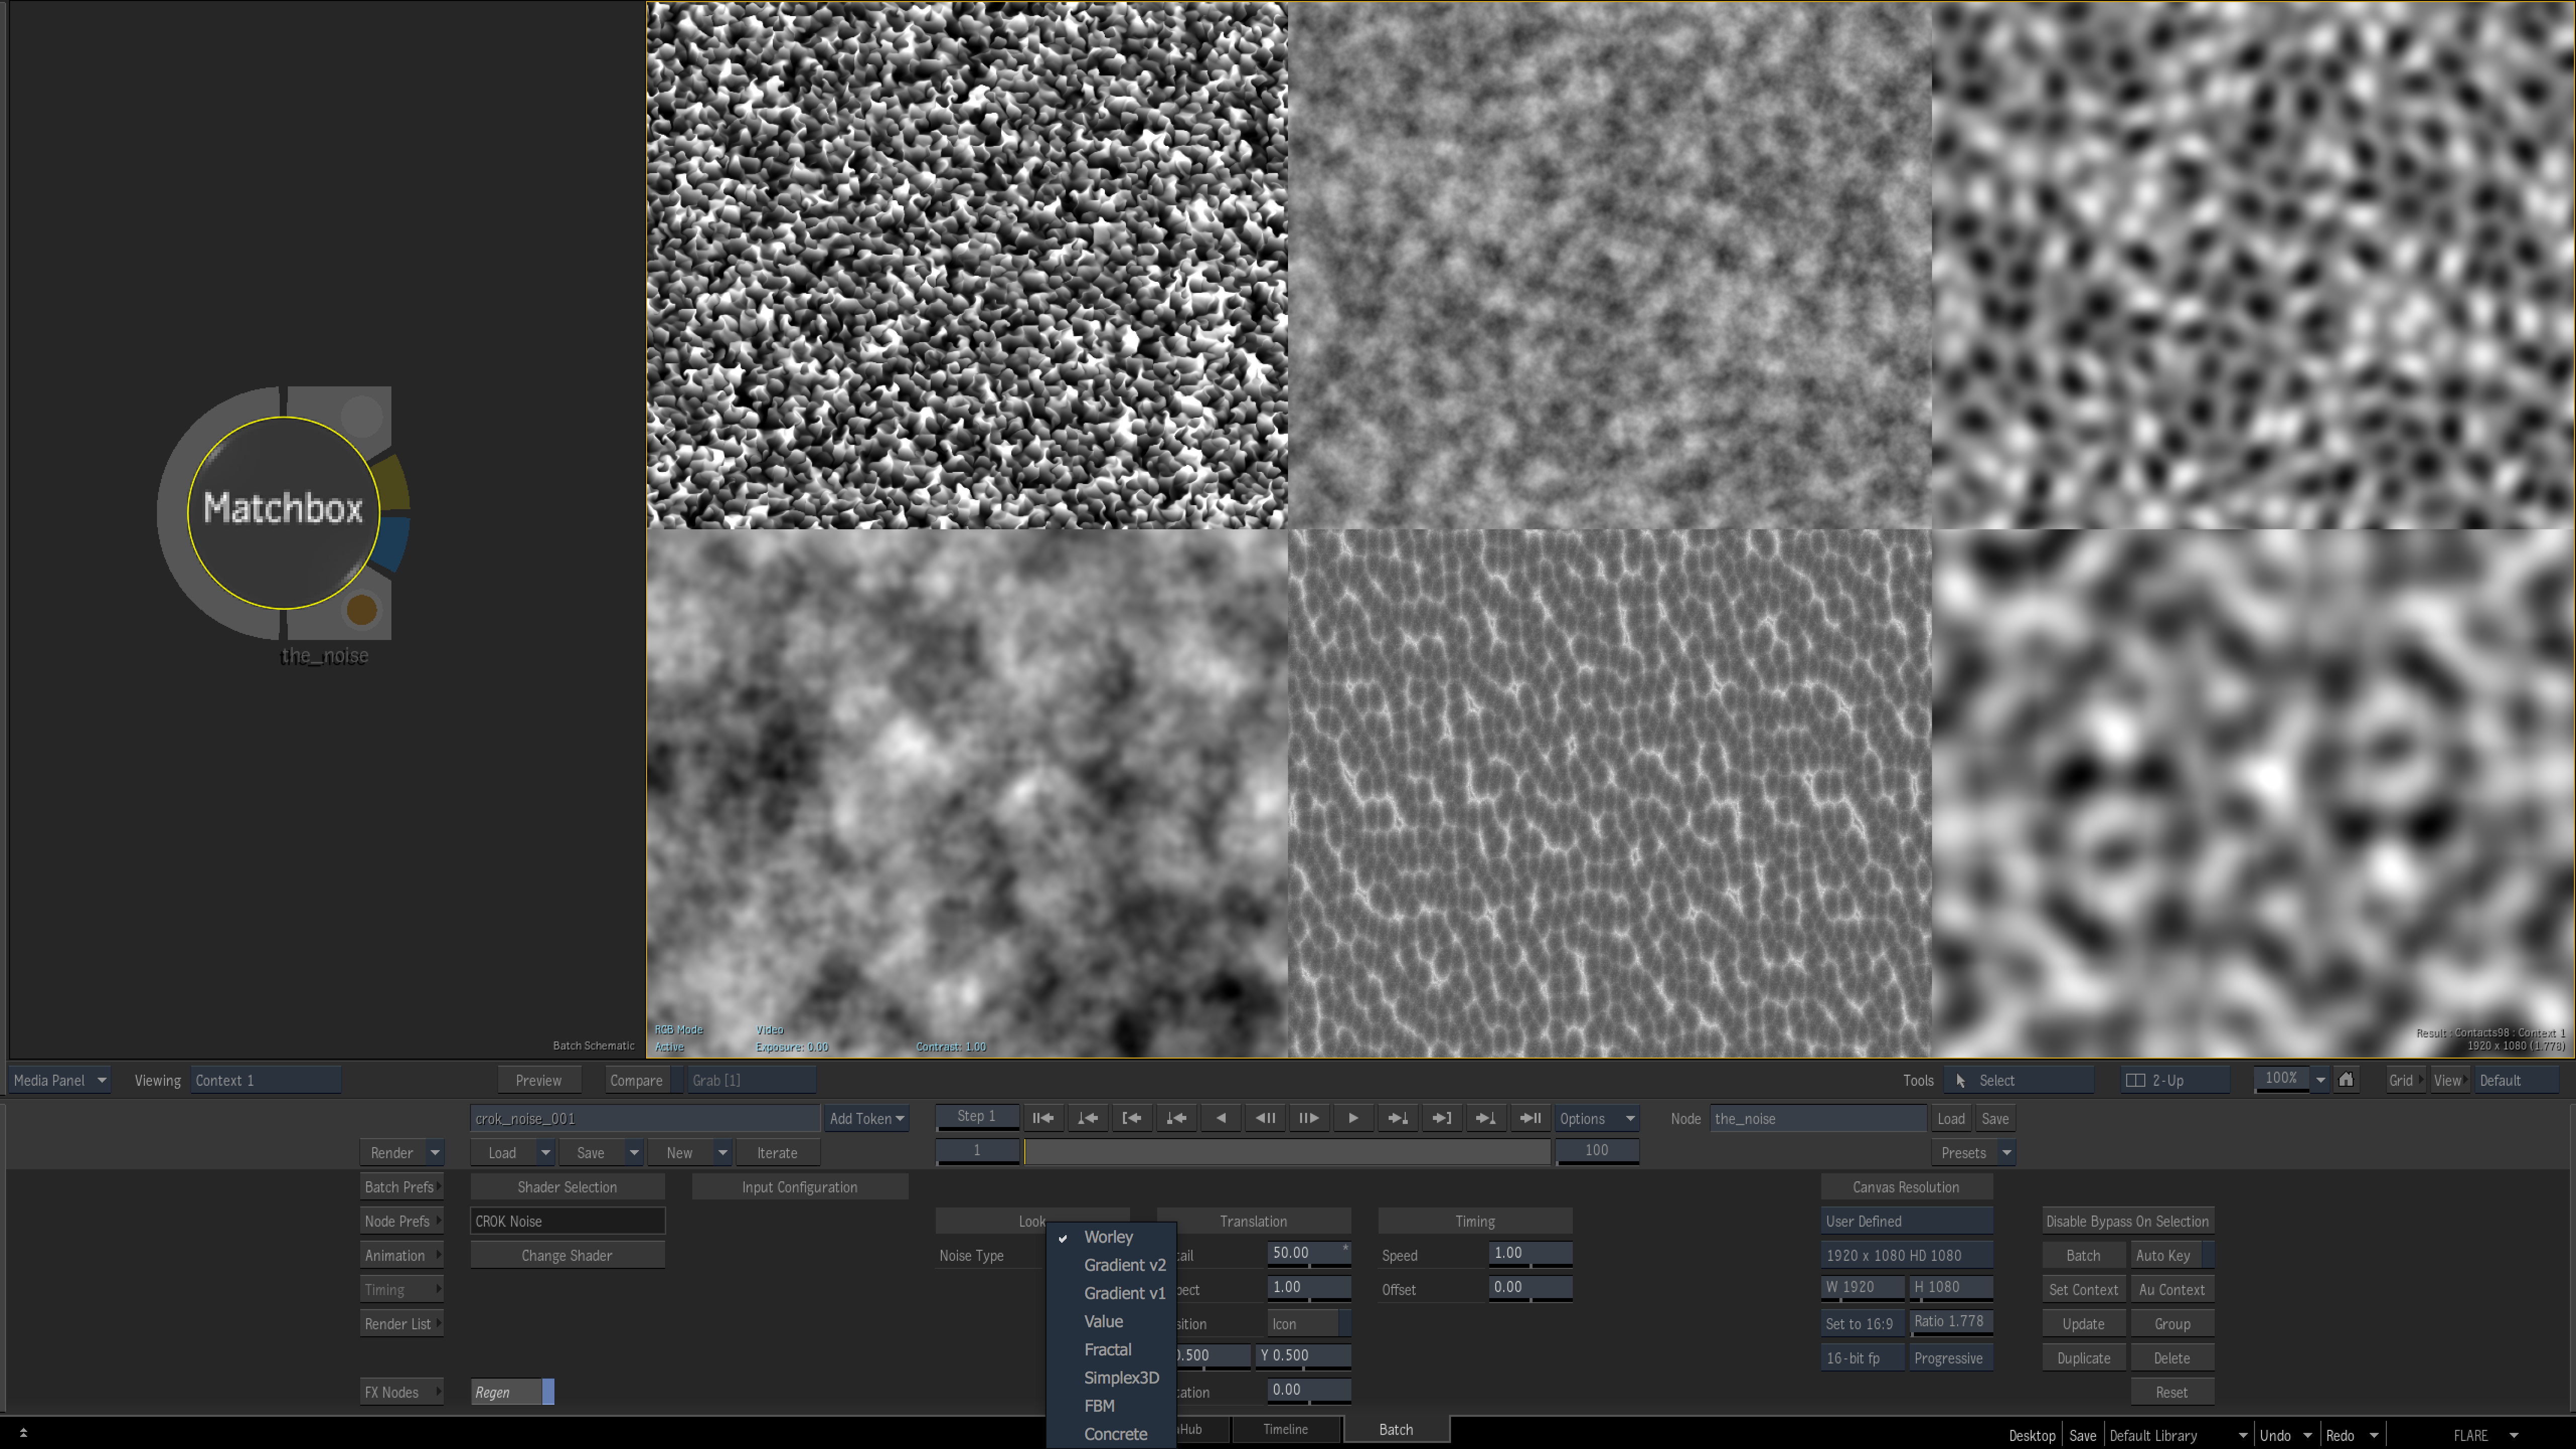 Matchbox
the_noise
Batch Schematic
RGB Mode Video
Active Exposure: 0.00 Contrast: 1.00
Result : Contacts98 : Context 1
1920 x 1080 (1.778)
Media Panel Viewing Context 1 Preview Compare Grab [1] Tools Select 2-Up 100% Grid View Default
crok_noise_001 Add Token Step 1 Options Node the_noise Load Save
Render Load Save New Iterate 1 100 Presets
Batch Prefs Shader Selection Input Configuration Canvas Resolution
Node Prefs CROK Noise Look Translation Timing User Defined Disable Bypass On Selection
Worley
Animation Change Shader Noise Type tail 50.00 * Speed 1.00 1920 x 1080 HD 1080 Batch Auto Key
Gradient v2
Timing pect 1.00 Offset 0.00 W 1920 H 1080 Set Context Au Context
Gradient v1
Render List Value sition Icon Set to 16:9 Ratio 1.778 Update Group
Fractal 0.500 Y 0.500 16-bit fp Progressive Duplicate Delete
Simplex3D
FX Nodes Regen tation 0.00 Reset
FBM
Concrete
aHub Timeline Batch Desktop Save Default Library Undo Redo FLARE